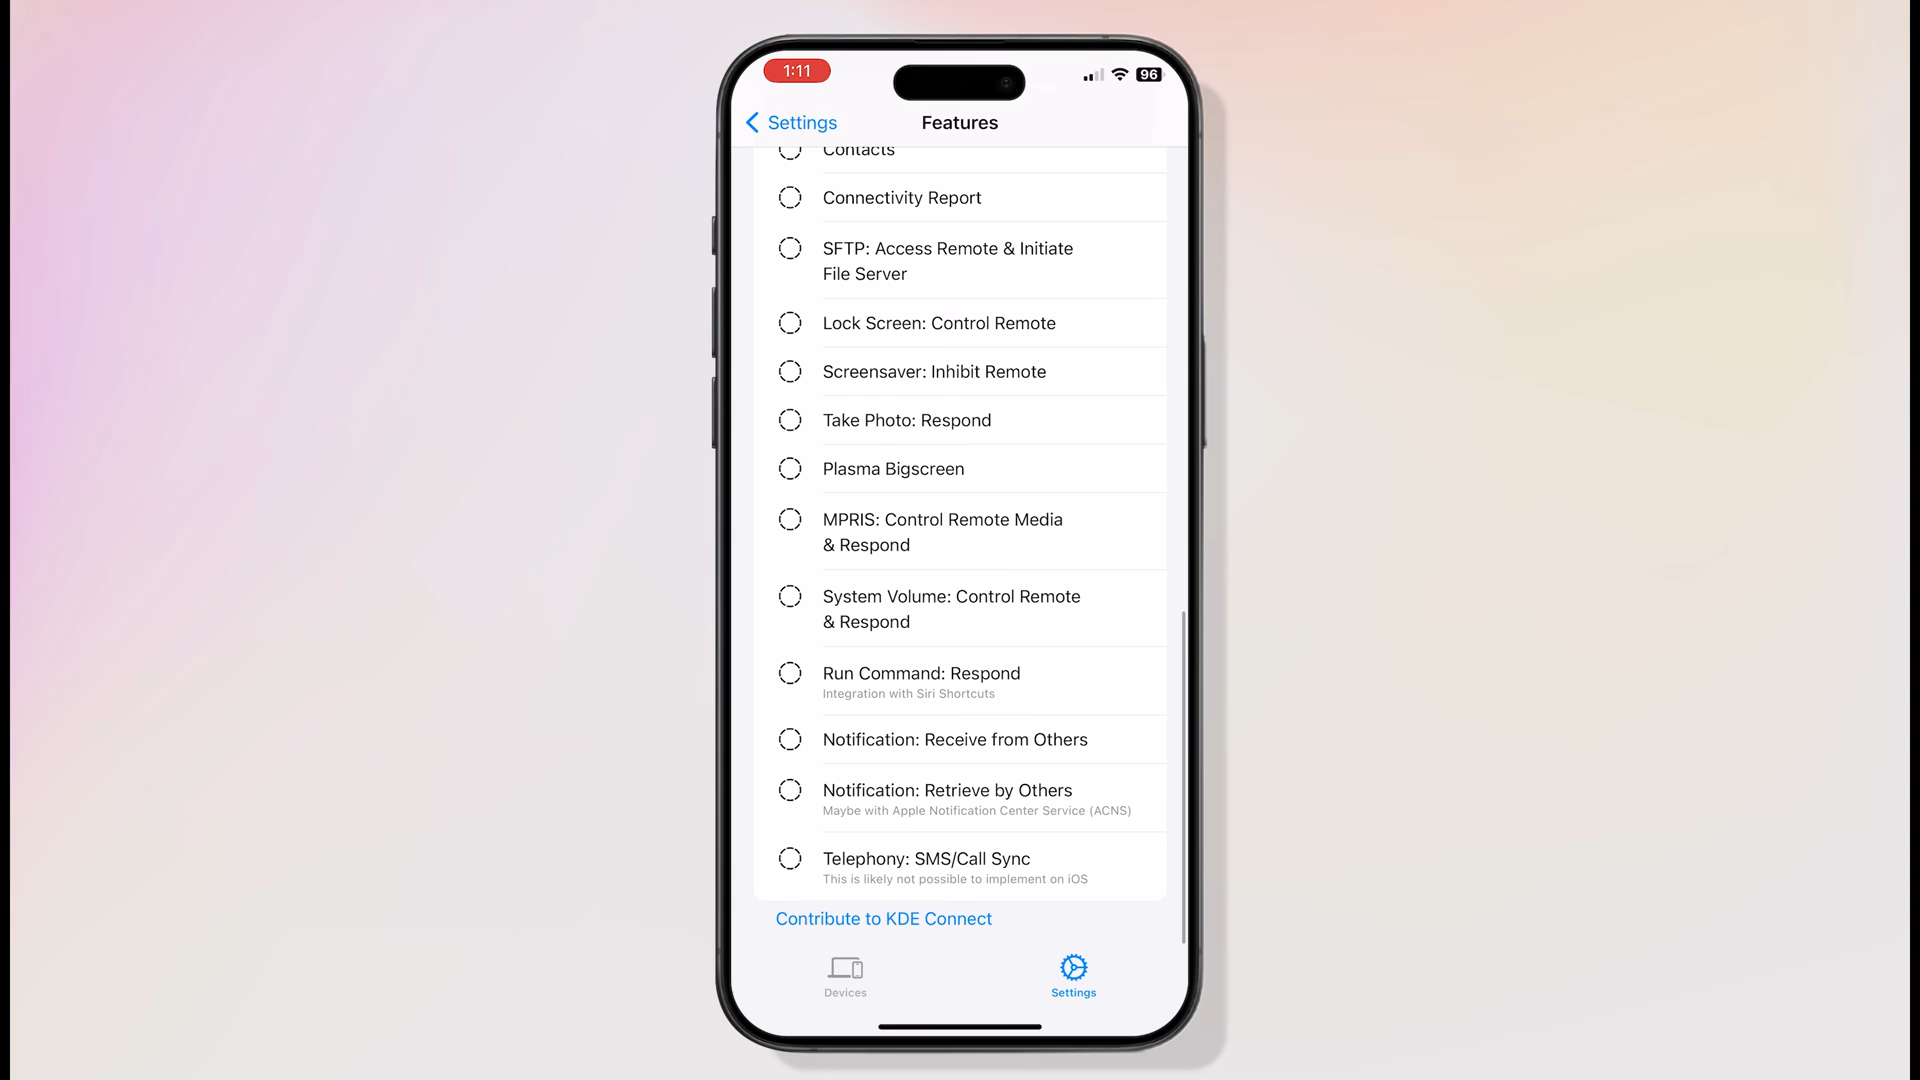 1:11
96
Settings
Features
Contacts
Connectivity Report
SFTP: Access Remote & Initiate
File Server
Lock Screen: Control Remote
Screensaver: Inhibit Remote
Take Photo: Respond
Plasma Bigscreen
MPRIS: Control Remote Media
& Respond
System Volume: Control Remote
& Respond
Run Command: Respond
Integration with Siri Shortcuts
Notification: Receive from Others
Notification: Retrieve by Others
Maybe with Apple Notification Center Service (ACNS)
Telephony: SMS/Call Sync
This is likely not possible to implement on iOS
Contribute to KDE Connect
Devices
Settings